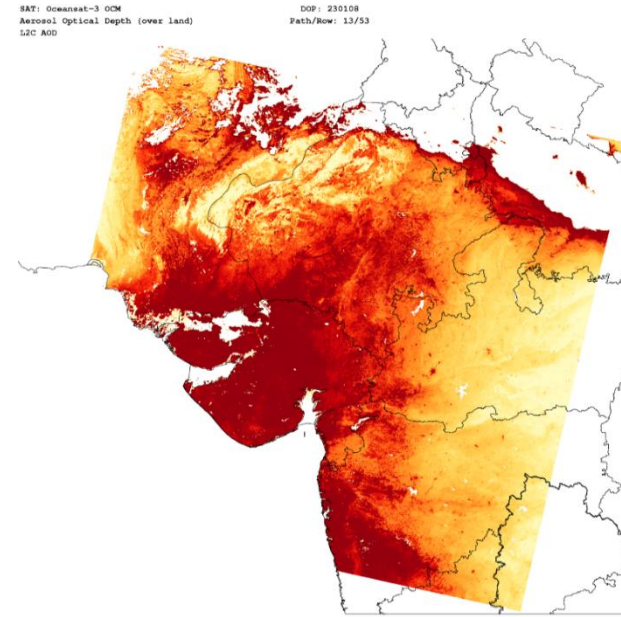 SAT: Oceansat-3 OCM
DOP: 230108
Aerosol Optical Depth (over land)
Path/Row: 13/53
L2C AOD